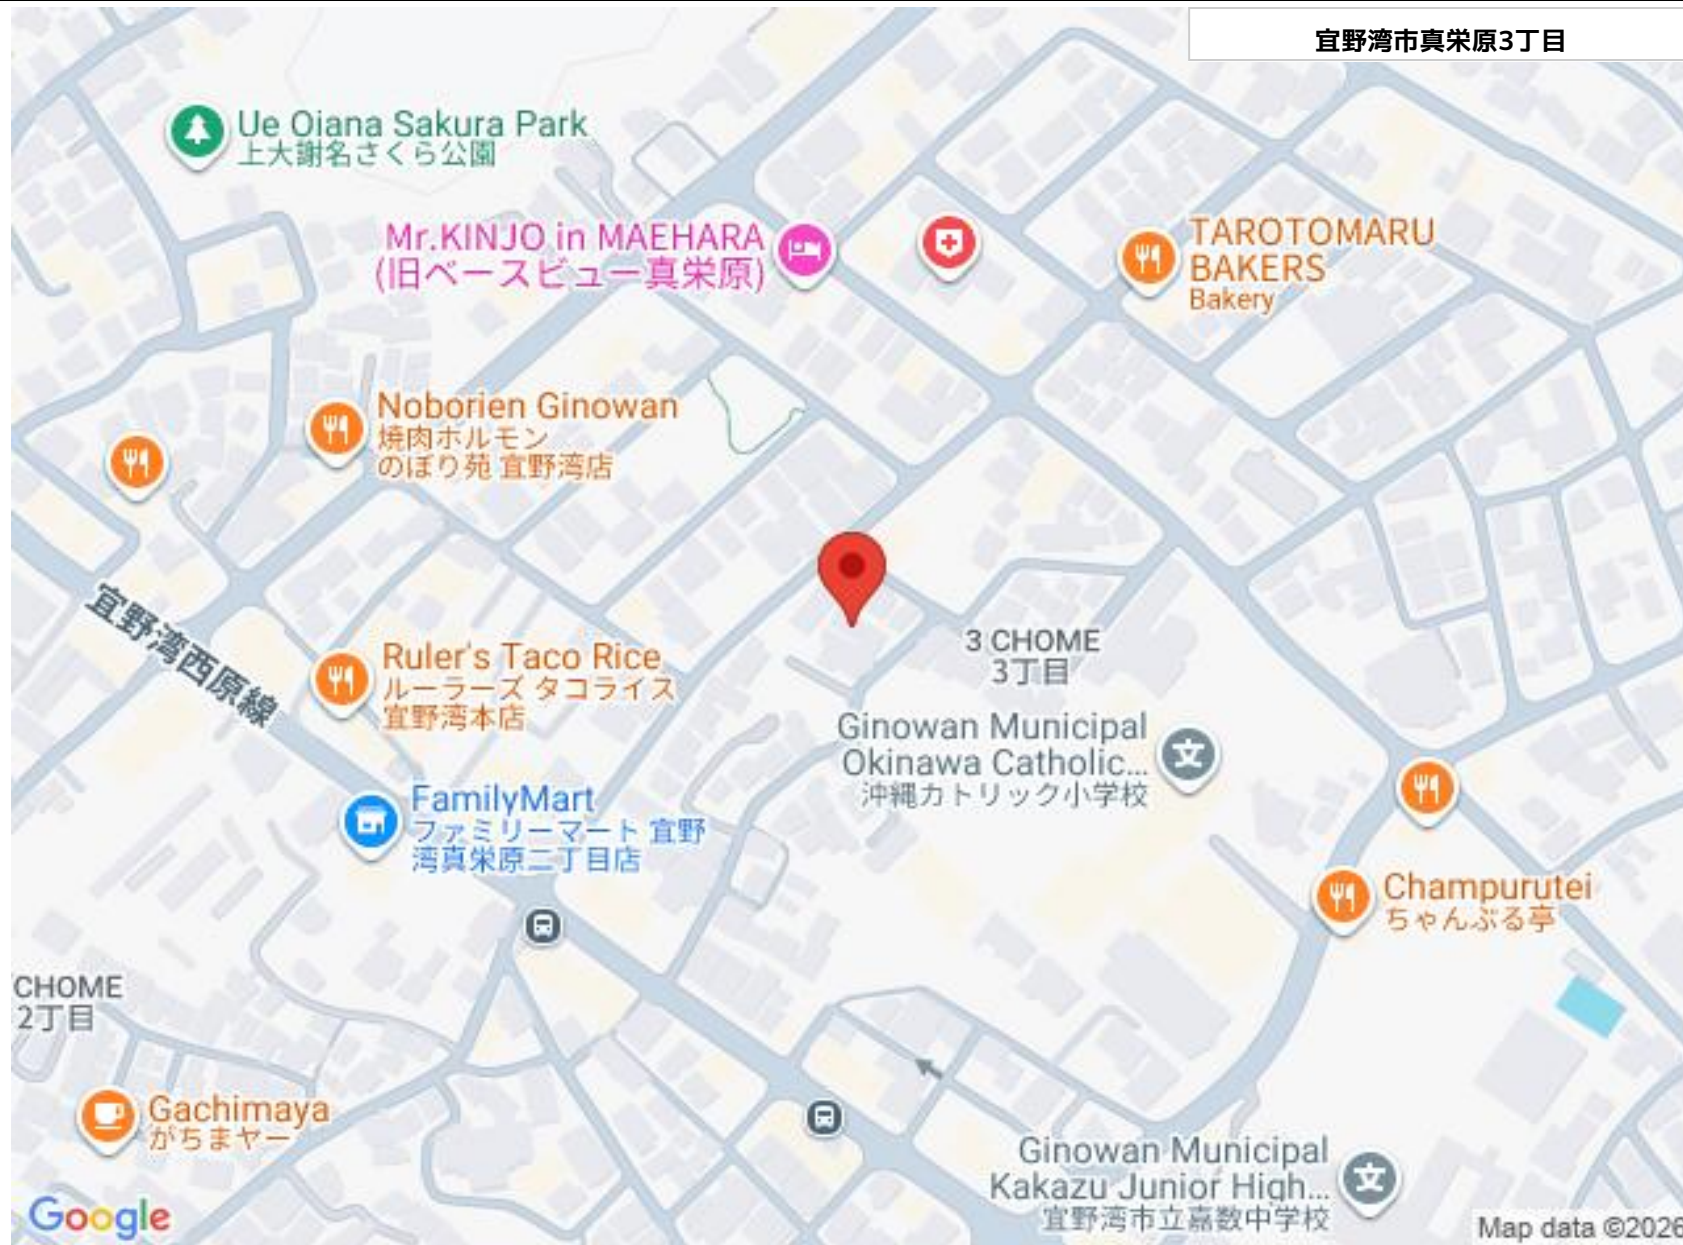 宜野湾市真栄原3丁目
Ue Oiana Sakura Park
上大謝名さくら公園
Mr.KINJO in MAEHARA
(旧ベースビュー真栄原)
TAROTOMARU
BAKERS
Bakery
Noborien Ginowan
焼肉ホルモン
のぼり苑 宜野湾店
宜野湾西原線
3 CHOME
3丁目
Ruler's Taco Rice
ルーラーズ タコライス
宜野湾本店
Ginowan Municipal
Okinawa Catholic...
沖縄カトリック小学校
文
FamilyMart
ファミリーマート 宜野
湾真栄原二丁目店
Champurutei
ちゃんぷる亭
CHOME
2丁目
Gachimaya
がちまヤー
Ginowan Municipal
Kakazu Junior High...
宜野湾市立嘉数中学校
文
Google
Map data ©2026